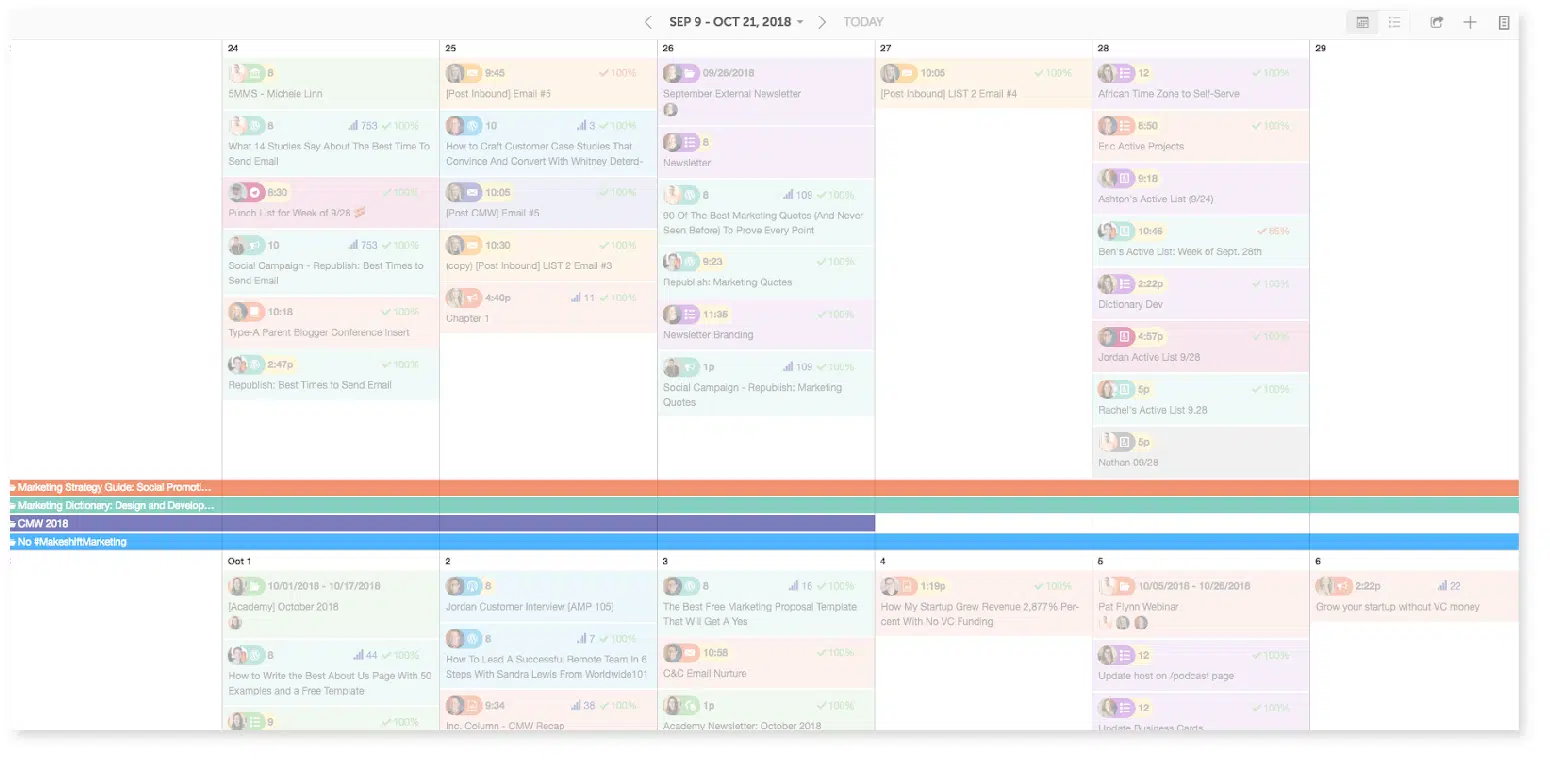 SEP 9 - OCT 21, 2018
TODAY
24
8
5MMS - Michele Linn
8 753 100%
What 14 Studies Say About The Best Time To
Send Email
8:30 100%
Punch List for Week of 9/28
10 753 100%
Social Campaign - Republish: Best Times to
Send Email
10:18 100%
Type-A Parent Blogger Conference Insert
2:47p 100%
Republish: Best Times to Send Email
25
9:45 100%
[Post Inbound] Email #5
10 3 100%
How to Craft Customer Case Studies That
Convince And Convert With Whitney Deterd-
10:05 100%
[Post CMW] Email #5
10:30 100%
(copy) [Post Inbound] LIST 2 Email #3
4:40p 11 100%
Chapter 1
26
09/26/2018
September External Newsletter
8
Newsletter
8 109 100%
90 Of The Best Marketing Quotes (And Never
Seen Before) To Prove Every Point
9:23 100%
Republish: Marketing Quotes
11:35 100%
Newsletter Branding
1p 109 100%
Social Campaign - Republish: Marketing
Quotes
27
10:05 100%
[Post Inbound] LIST 2 Email #4
28
12 100%
African Time Zone to Self-Serve
8:50 100%
Eric Active Projects
9:18
Ashton's Active List (9/24)
10:46 85%
Ben's Active List: Week of Sept. 28th
2:22p 100%
Dictionary Dev
4:57p 100%
Jordan Active List 9/28
5p 100%
Rachel's Active List 9.28
5p
Nathan 09/28
29
Marketing Strategy Guide: Social Promoti...
Marketing Dictionary: Design and Develop...
CMW 2018
No #MakeshiftMarketing
Oct 1
10/01/2018 - 10/17/2018
[Academy] October 2018
8 44 100%
How to Write the Best About Us Page With 50
Examples and a Free Template
9 100%
2
8
Jordan Customer Interview [AMP 105]
8 7 100%
How To Lead A Successful Remote Team In 6
Steps With Sandra Lewis From Worldwide101
9:34 38 100%
Inc. Column - CMW Recap
3
8 16 100%
The Best Free Marketing Proposal Template
That Will Get A Yes
10:58 100%
C&C Email Nurture
1p 100%
Academy Newsletter: October 2018
4
1:19p 100%
How My Startup Grew Revenue 2,877% Per-
cent With No VC Funding
5
10/05/2018 - 10/26/2018
Pat Flynn Webinar
12 100%
Update host on /podcast page
12 100%
Update Business Cards
6
2:22p 22
Grow your startup without VC money